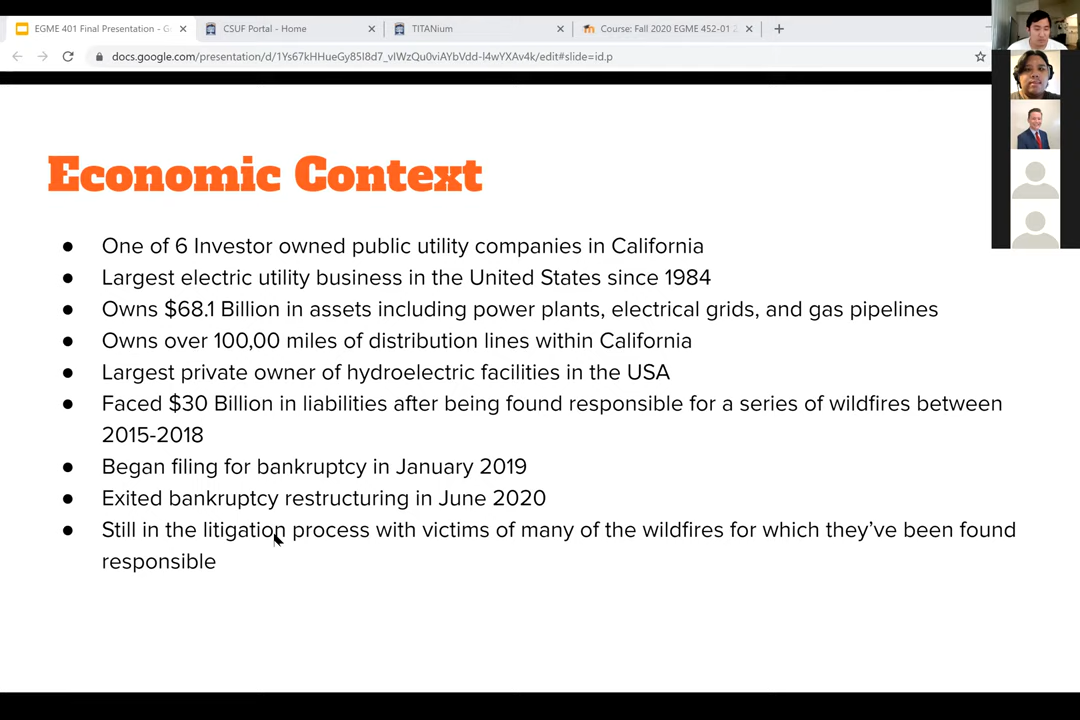 EGME 401 Final Presentation - G
CSUF Portal - Home
TITANium
Course: Fall 2020 EGME 452-01 2
docs.google.com/presentation/d/1Ys67kHHueGy85I8d7_vIWzQu0viAYbVdd-l4wYXAv4k/edit#slide=id.p
Economic Context
● One of 6 Investor owned public utility companies in California
● Largest electric utility business in the United States since 1984
● Owns $68.1 Billion in assets including power plants, electrical grids, and gas pipelines
● Owns over 100,00 miles of distribution lines within California
● Largest private owner of hydroelectric facilities in the USA
● Faced $30 Billion in liabilities after being found responsible for a series of wildfires between
2015-2018
● Began filing for bankruptcy in January 2019
● Exited bankruptcy restructuring in June 2020
● Still in the litigation process with victims of many of the wildfires for which they've been found
responsible